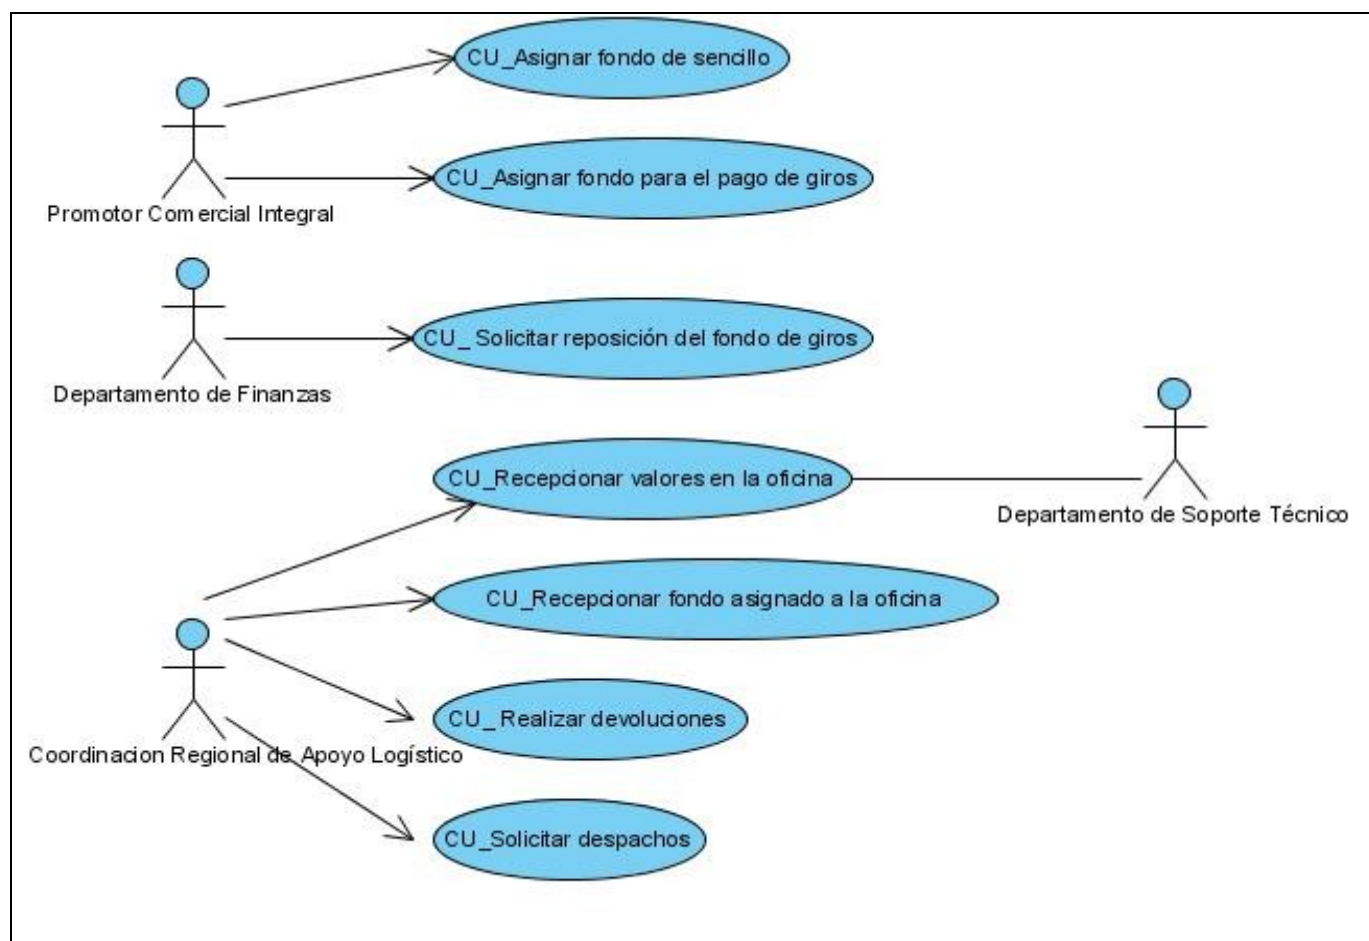 CU_Asignar fondo de sencillo
CU_Asignar fondo para el pago de giros
Promotor Comercial Integral
CU_ Solicitar reposición del fondo de giros
Departamento de Finanzas
CU_Recepcionar valores en la oficina
Departamento de Soporte Técnico
CU_Recepcionar fondo asignado a la oficina
CU_ Realizar devoluciones
Coordinacion Regional de Apoyo Logístico
CU_Solicitar despachos